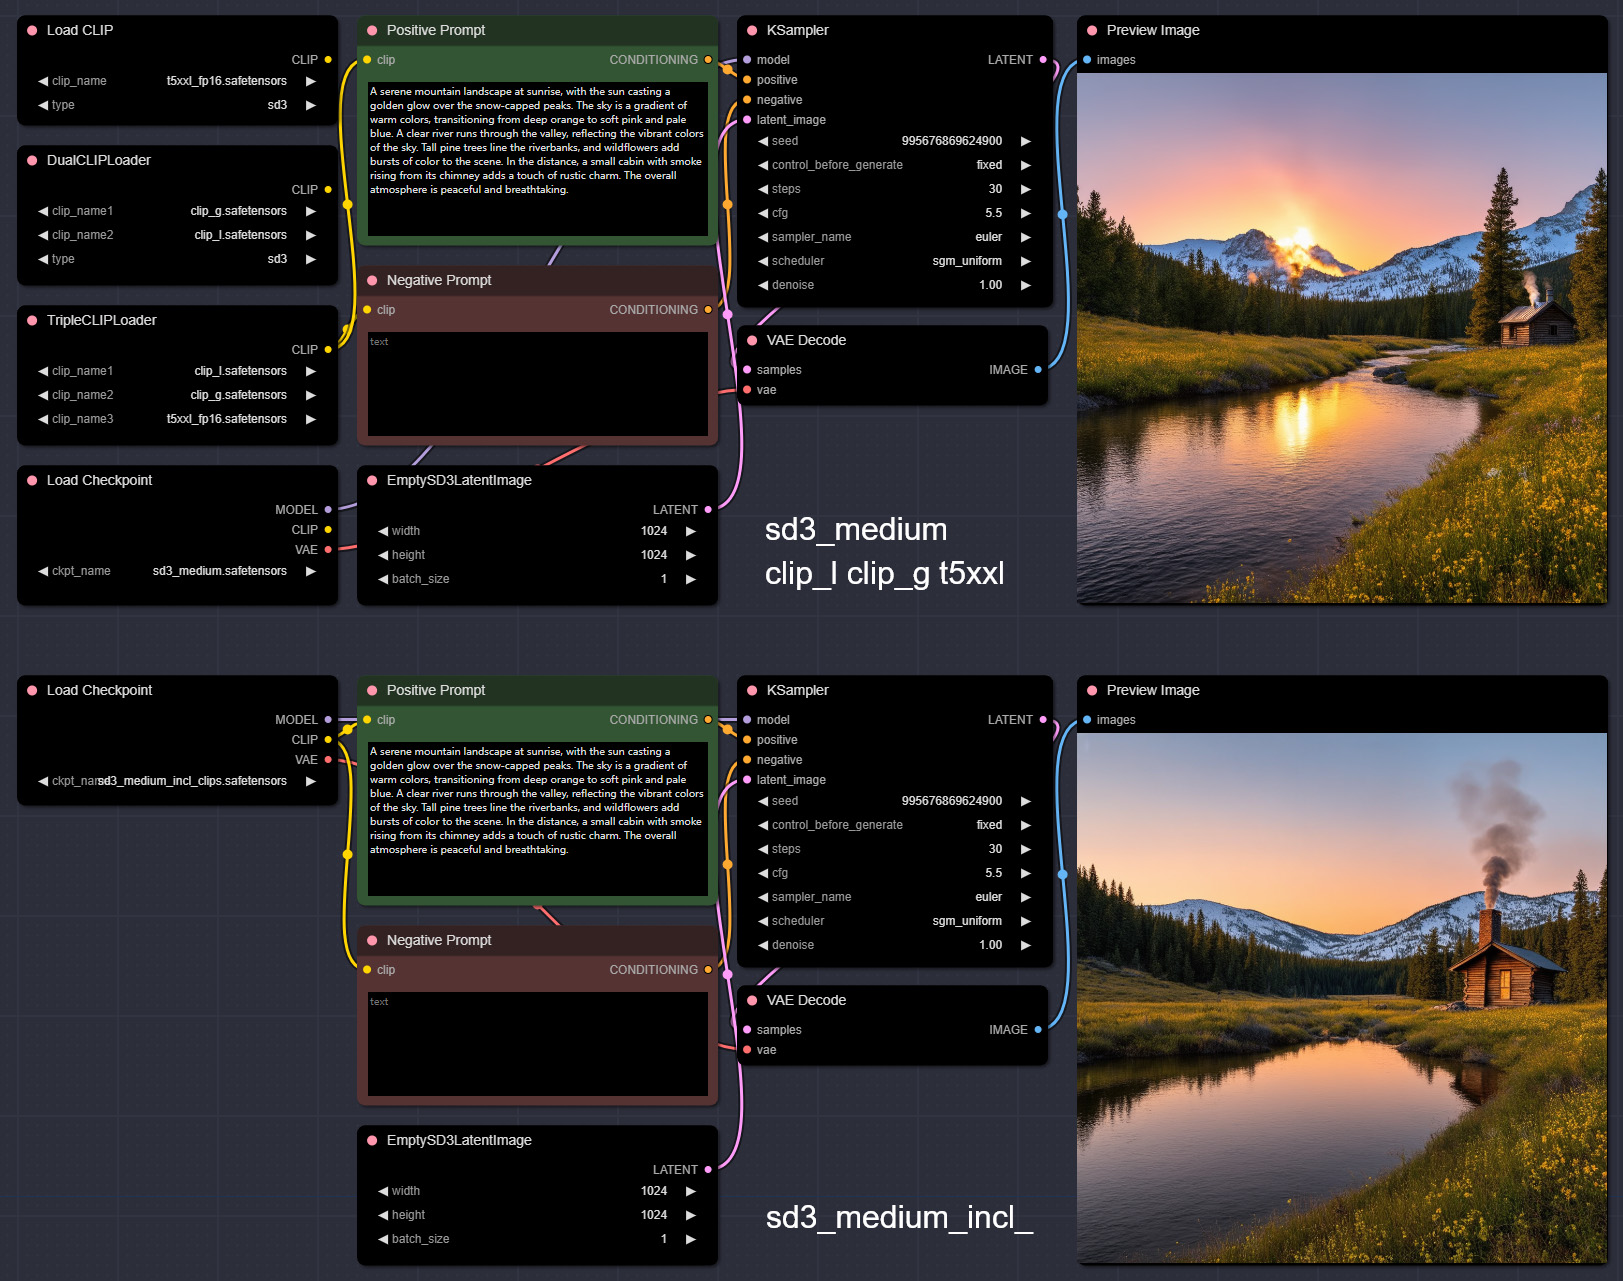 Load CLIP
CLIP
clip_name t5xxl_fp16.safetensors
type sd3
DualCLIPLoader
CLIP
clip_name1 clip_g.safetensors
clip_name2 clip_l.safetensors
type sd3
TripleCLIPLoader
CLIP
clip_name1 clip_l.safetensors
clip_name2 clip_g.safetensors
clip_name3 t5xxl_fp16.safetensors
Load Checkpoint
MODEL
CLIP
VAE
ckpt_name sd3_medium.safetensors
Positive Prompt
clip CONDITIONING
A serene mountain landscape at sunrise, with the sun casting a
golden glow over the snow-capped peaks. The sky is a gradient of
warm colors, transitioning from deep orange to soft pink and pale
blue. A clear river runs through the valley, reflecting the vibrant colors
of the sky. Tall pine trees line the riverbanks, and wildflowers add
bursts of color to the scene. In the distance, a small cabin with smoke
rising from its chimney adds a touch of rustic charm. The overall
atmosphere is peaceful and breathtaking.
Negative Prompt
clip CONDITIONING
text
EmptySD3LatentImage
LATENT
width 1024
height 1024
batch_size 1
KSampler
model LATENT
positive
negative
latent_image
seed 995676869624900
control_before_generate fixed
steps 30
cfg 5.5
sampler_name euler
scheduler sgm_uniform
denoise 1.00
VAE Decode
samples IMAGE
vae
sd3_medium
clip_l clip_g t5xxl
Preview Image
images
Load Checkpoint
MODEL
CLIP
VAE
ckpt_name sd3_medium_incl_clips.safetensors
Positive Prompt
clip CONDITIONING
A serene mountain landscape at sunrise, with the sun casting a
golden glow over the snow-capped peaks. The sky is a gradient of
warm colors, transitioning from deep orange to soft pink and pale
blue. A clear river runs through the valley, reflecting the vibrant colors
of the sky. Tall pine trees line the riverbanks, and wildflowers add
bursts of color to the scene. In the distance, a small cabin with smoke
rising from its chimney adds a touch of rustic charm. The overall
atmosphere is peaceful and breathtaking.
Negative Prompt
clip CONDITIONING
text
EmptySD3LatentImage
LATENT
width 1024
height 1024
batch_size 1
KSampler
model LATENT
positive
negative
latent_image
seed 995676869624900
control_before_generate fixed
steps 30
cfg 5.5
sampler_name euler
scheduler sgm_uniform
denoise 1.00
VAE Decode
samples IMAGE
vae
sd3_medium_incl_
Preview Image
images